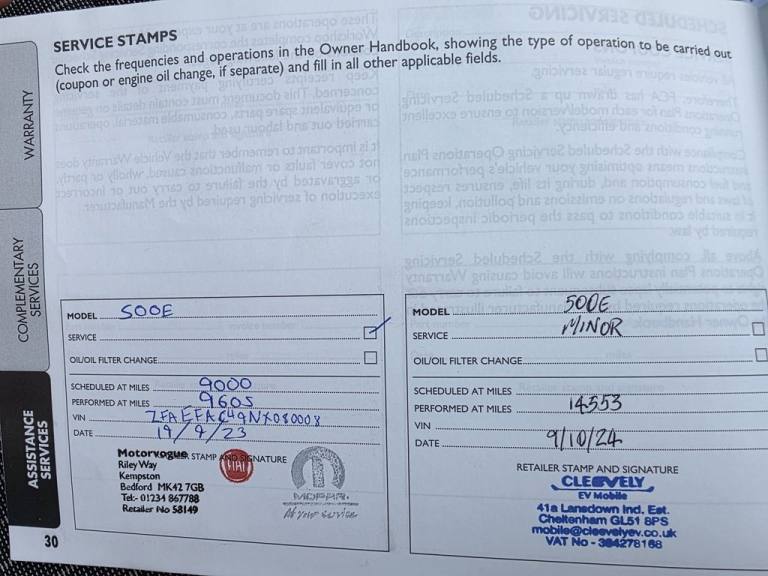 SERVICE STAMPS
Check the frequencies and operations in the Owner Handbook, showing the type of operation to be carried out
(coupon or engine oil change, if separate) and fill in all other applicable fields.
WARRANTY
COMPLEMENTARY
SERVICES
ASSISTANCE
SERVICES
MODEL 500E
SERVICE
OIL/OIL FILTER CHANGE
SCHEDULED AT MILES 9000
PERFORMED AT MILES 9605
VIN
DATE 19/9/23
STAMP AND SIGNATURE
Motorvogue
Riley Way
Kempston
Bedford MK42 7GB
Tel:- 01234 867788
Retailer No 58149
FIAT
MOPAR
At your service
MODEL 500E
SERVICE MINOR
OIL/OIL FILTER CHANGE
SCHEDULED AT MILES
PERFORMED AT MILES 14553
VIN
DATE 9/10/24
RETAILER STAMP AND SIGNATURE
CLEEVELY
EV Mobile
41a Lansdown Ind. Est.
Cheltenham GL51 8PS
mobile@cleevelyev.co.uk
VAT No - 384278168
30